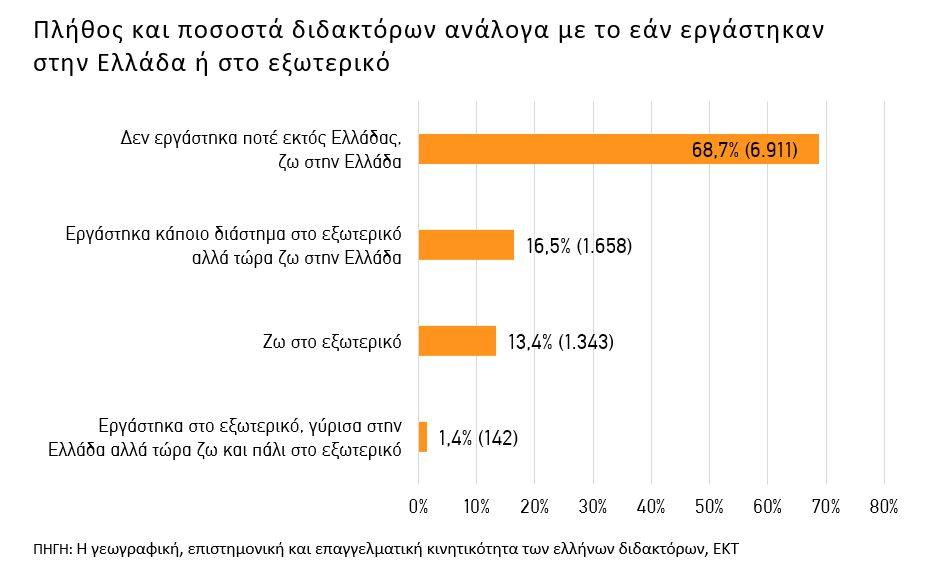 Πλήθος και ποσοστά διδακτόρων ανάλογα με το εάν εργάστηκαν
στην Ελλάδα ή στο εξωτερικό
Δεν εργάστηκα ποτέ εκτός Ελλάδας,
ζω στην Ελλάδα
68,7% (6.911)
Εργάστηκα κάποιο διάστημα στο εξωτερικό
αλλά τώρα ζω στην Ελλάδα
16,5% (1.658)
Ζω στο εξωτερικό
13,4% (1.343)
Εργάστηκα στο εξωτερικό, γύρισα στην
Ελλάδα αλλά τώρα ζω και πάλι στο εξωτερικό
1,4% (142)
0% 10% 20% 30% 40% 50% 60% 70% 80%
ΠΗΓΗ: Η γεωγραφική, επιστημονική και επαγγελματική κινητικότητα των ελλήνων διδακτόρων, ΕΚΤ